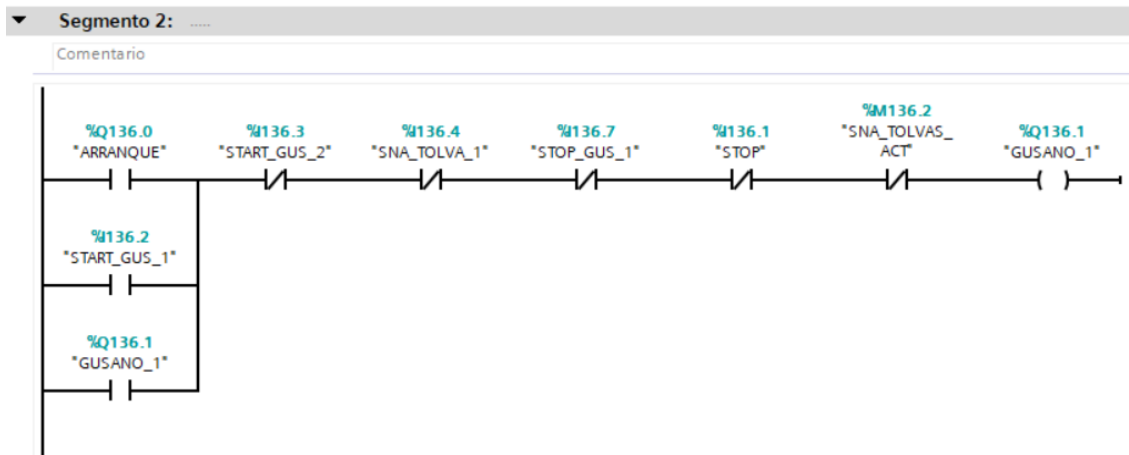 Segmento 2: .....
Comentario
%Q136.0
"ARRANQUE"
%I136.3
"START_GUS_2"
%I136.4
"SNA_TOLVA_1"
%I136.7
"STOP_GUS_1"
%I136.1
"STOP"
%M136.2
"SNA_TOLVAS_
ACT"
%Q136.1
"GUSANO_1"
%I136.2
"START_GUS_1"
%Q136.1
"GUSANO_1"